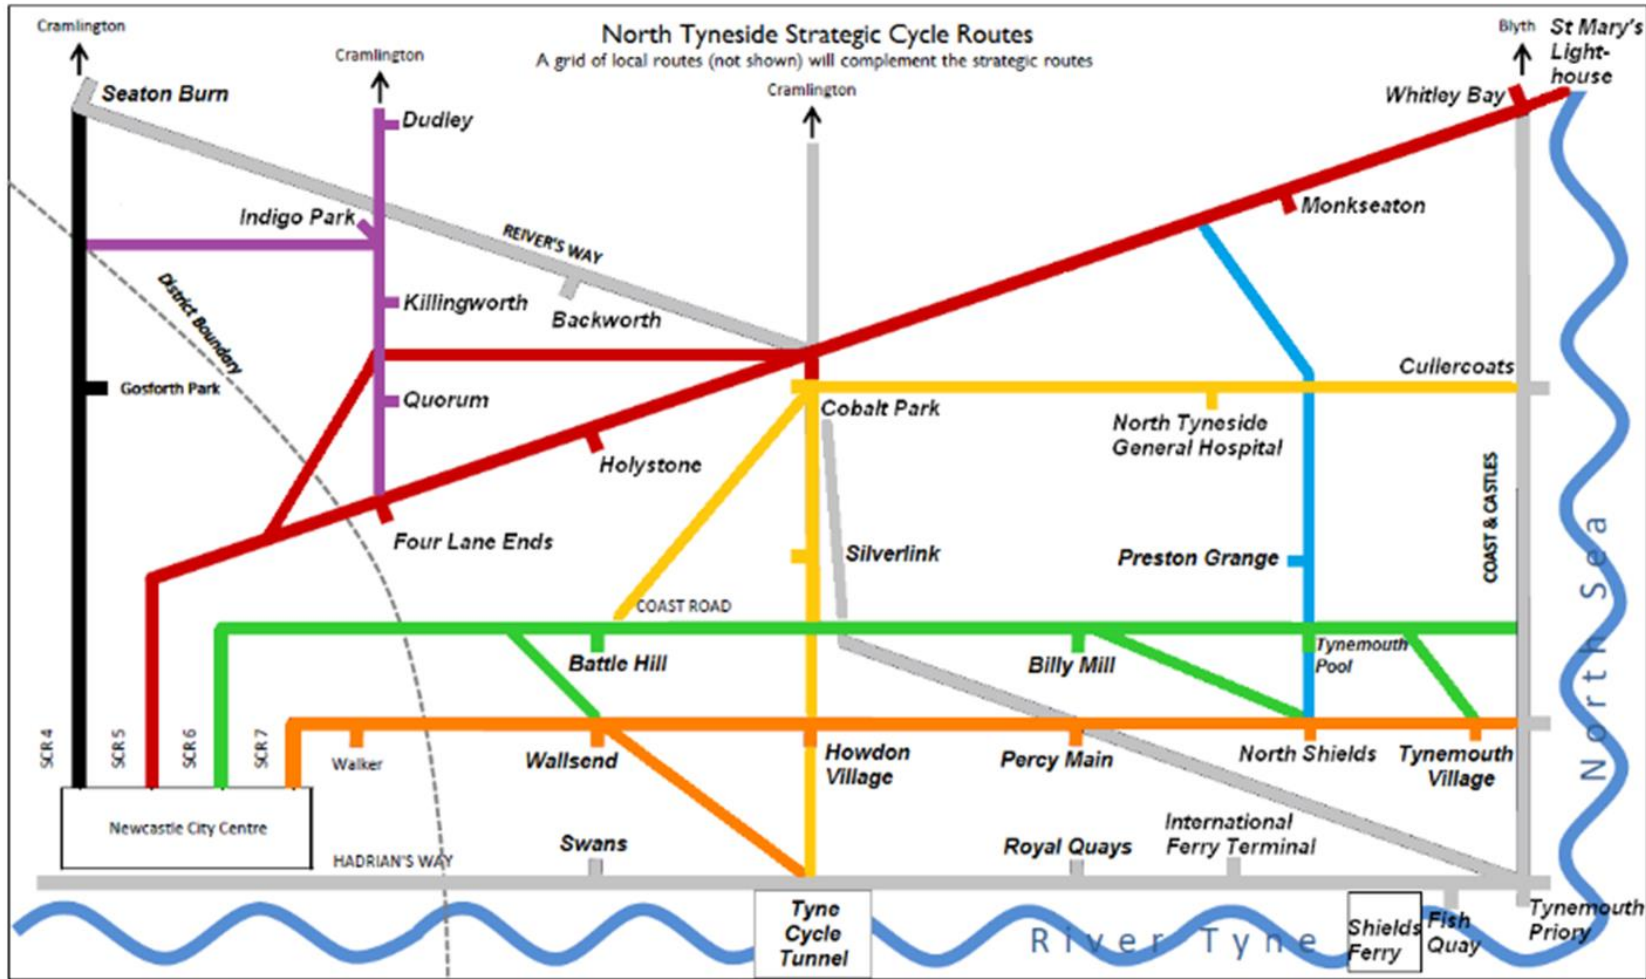 North Tyneside Strategic Cycle Routes
A grid of local routes (not shown) will complement the strategic routes
Cramlington
Cramlington
Cramlington
Blyth
St Mary's
Light-
house
Seaton Burn
Dudley
Whitley Bay
Indigo Park
REIVER'S WAY
Monkseaton
District Boundary
Killingworth
Backworth
Gosforth Park
Quorum
Cobalt Park
Cullercoats
North Tyneside
General Hospital
Holystone
Four Lane Ends
Silverlink
Preston Grange
COAST & CASTLES
North Sea
COAST ROAD
Battle Hill
Billy Mill
Tynemouth
Pool
SCR 4
SCR 5
SCR 6
SCR 7
Walker
Wallsend
Howdon
Village
Percy Main
North Shields
Tynemouth
Village
Newcastle City Centre
HADRIAN'S WAY
Swans
Royal Quays
International
Ferry Terminal
Tyne
Cycle
Tunnel
River Tyne
Shields
Ferry
Fish
Quay
Tynemouth
Priory